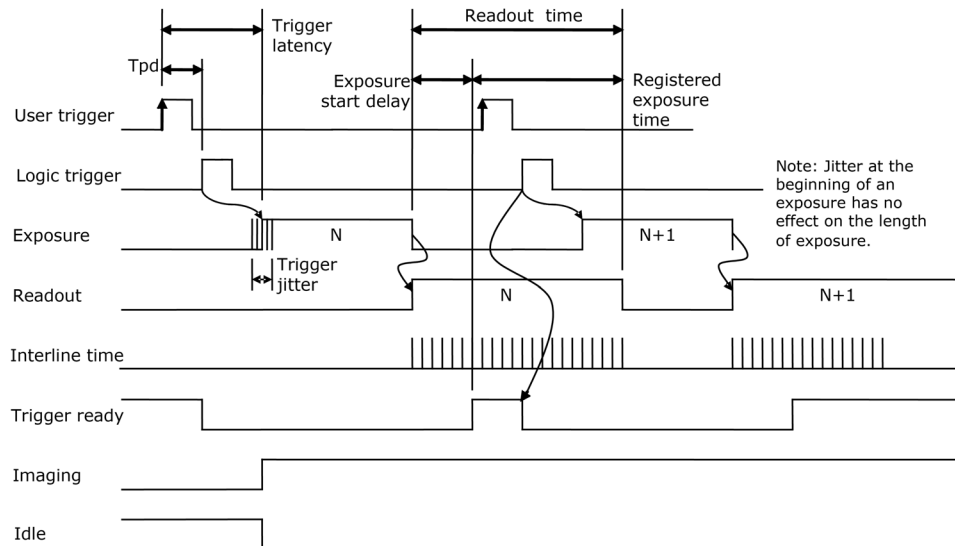 Trigger
latency
Readout time
Tpd
Exposure
start delay
Registered
exposure
time
User trigger
Logic trigger
Note: Jitter at the
beginning of an
exposure has no
effect on the length
of exposure.
Exposure
N
N+1
Trigger
jitter
Readout
N
N+1
Interline time
Trigger ready
Imaging
Idle